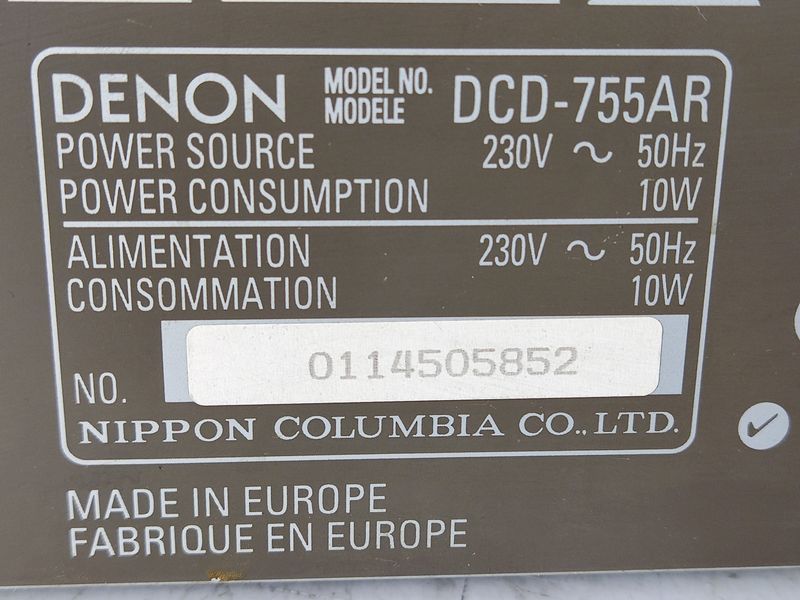 DENON MODEL NO. DCD-755AR
MODELE
POWER SOURCE 230V ~ 50Hz
POWER CONSUMPTION 10W
ALIMENTATION 230V ~ 50Hz
CONSOMMATION 10W
NO. 0114505852
NIPPON COLUMBIA CO., LTD.
MADE IN EUROPE
FABRIQUE EN EUROPE